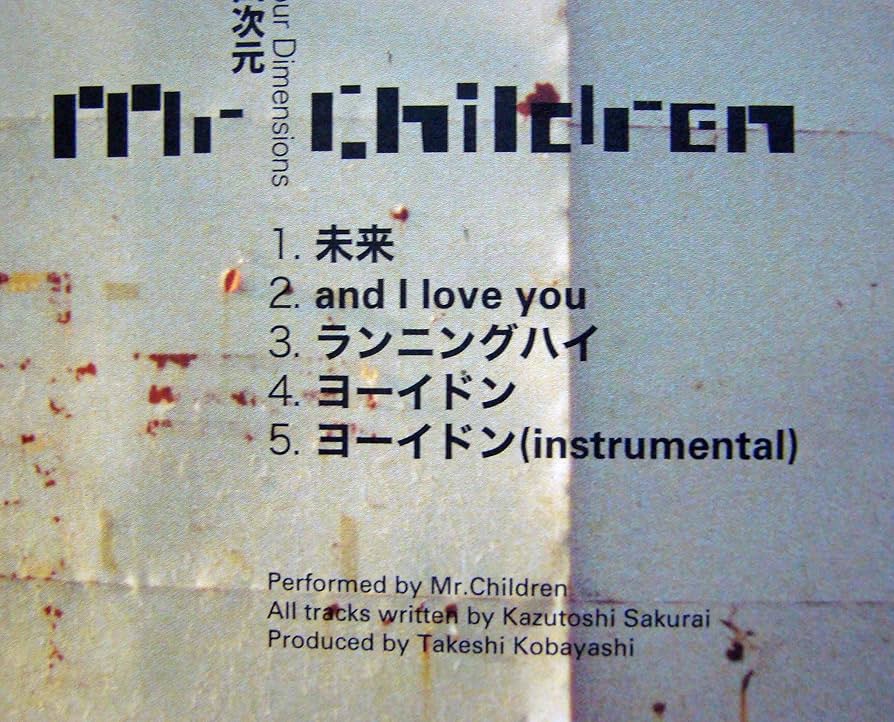 次元
our Dimensions
Mr Children
1. 未来
2. and I love you
3. ランニングハイ
4. ヨーイドン
5. ヨーイドン(instrumental)
Performed by Mr.Children
All tracks written by Kazutoshi Sakurai
Produced by Takeshi Kobayashi